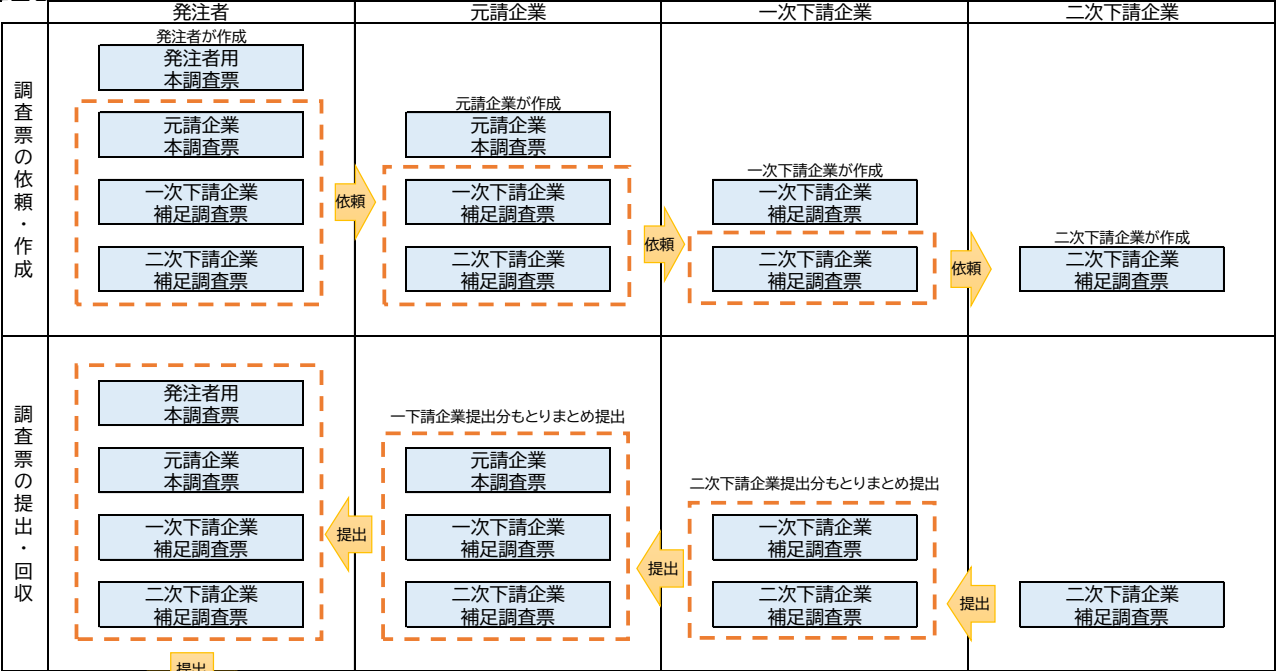 発注者
元請企業
一次下請企業
二次下請企業
調査票の依頼・作成
発注者が作成
発注者用
本調査票
元請企業
本調査票
一次下請企業
補足調査票
二次下請企業
補足調査票
依頼
元請企業が作成
元請企業
本調査票
一次下請企業
補足調査票
二次下請企業
補足調査票
依頼
一次下請企業が作成
一次下請企業
補足調査票
二次下請企業
補足調査票
依頼
二次下請企業が作成
二次下請企業
補足調査票
調査票の提出・回収
発注者用
本調査票
元請企業
本調査票
一次下請企業
補足調査票
二次下請企業
補足調査票
提出
提出
一下請企業提出分もとりまとめ提出
元請企業
本調査票
一次下請企業
補足調査票
二次下請企業
補足調査票
提出
二次下請企業提出分もとりまとめ提出
一次下請企業
補足調査票
二次下請企業
補足調査票
提出
二次下請企業
補足調査票